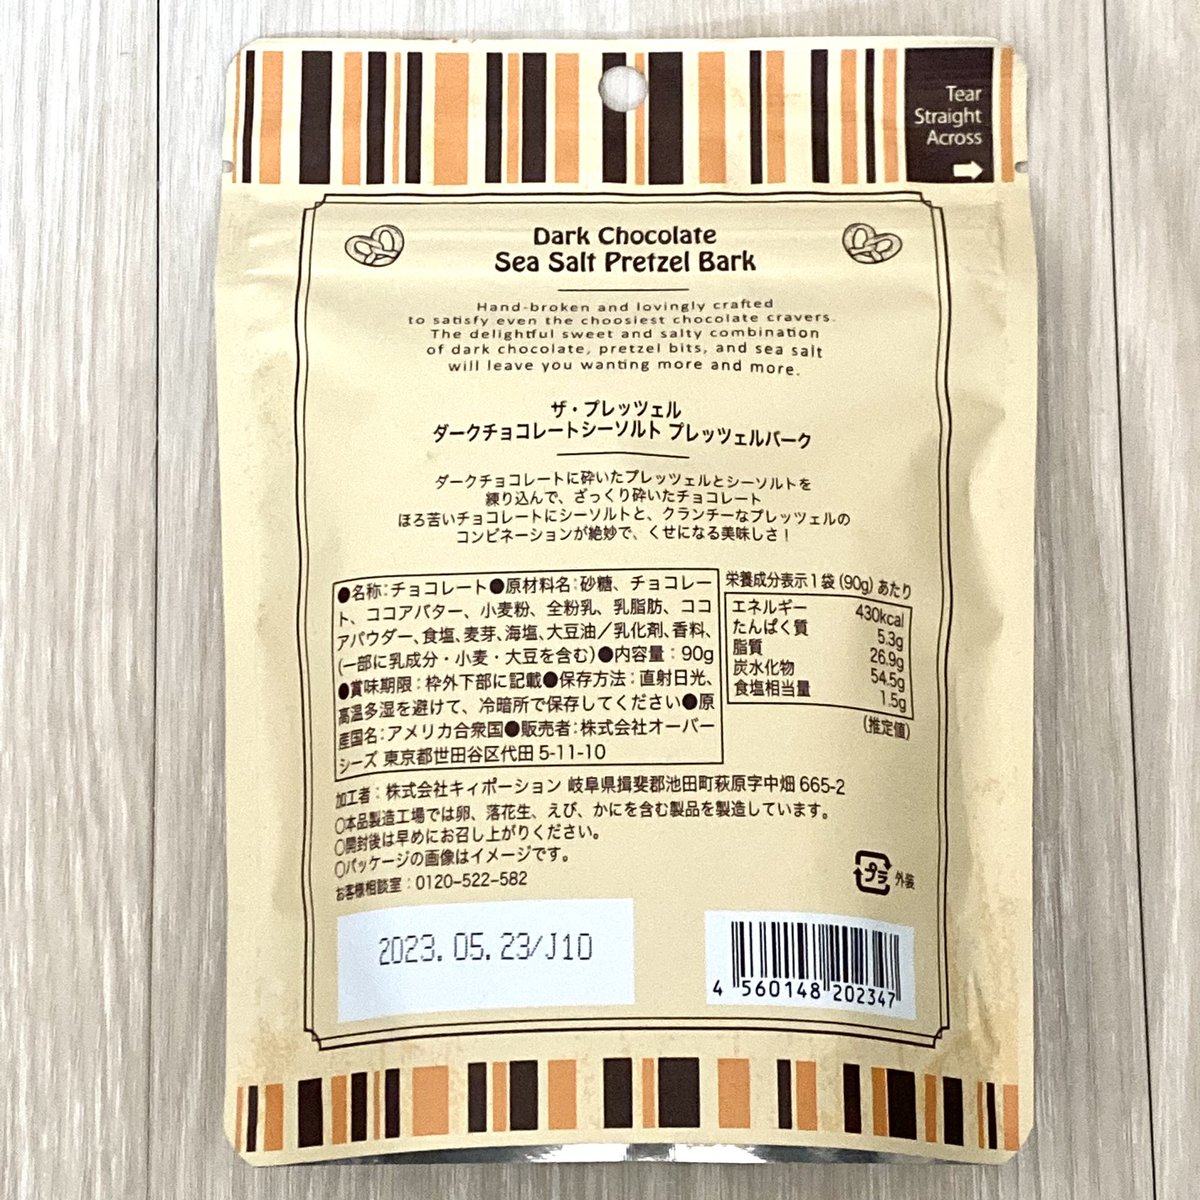 Tear
Straight
Across
Dark Chocolate
Sea Salt Pretzel Bark
Hand-broken and lovingly crafted
to satisfy even the choosiest chocolate cravers.
The delightful sweet and salty combination
of dark chocolate, pretzel bits, and sea salt
will leave you wanting more and more.
ザ・プレッツェル
ダークチョコレートシーソルト プレッツェルバーク
ダークチョコレートに砕いたプレッツェルとシーソルトを
練り込んで、ざっくり砕いたチョコレート
ほろ苦いチョコレートにシーソルトと、クランチーなプレッツェルの
コンビネーションが絶妙で、くせになる美味しさ！
●名称：チョコレート●原材料名：砂糖、チョコレー
ト、ココアバター、小麦粉、全粉乳、乳脂肪、ココ
アパウダー、食塩、麦芽、海塩、大豆油／乳化剤、香料、
(一部に乳成分・小麦・大豆を含む)●内容量：90g
●賞味期限：枠外下部に記載●保存方法：直射日光、
高温多湿を避けて、冷暗所で保存してください●原
産国名：アメリカ合衆国●販売者：株式会社オーバー
シーズ 東京都世田谷区代田 5-11-10
栄養成分表示1袋 (90g) あたり
エネルギー 430kcal
たんぱく質 5.3g
脂質 26.9g
炭水化物 54.5g
食塩相当量 1.5g
(推定値)
加工者：株式会社キィポーション 岐阜県揖斐郡池田町萩原字中畑 665-2
○本品製造工場では卵、落花生、えび、かにを含む製品を製造しています。
○開封後は早めにお召し上がりください。
○パッケージの画像はイメージです。
お客様相談室：0120-522-582
プラ 外装
2023.05.23/J10
4 560148 202347